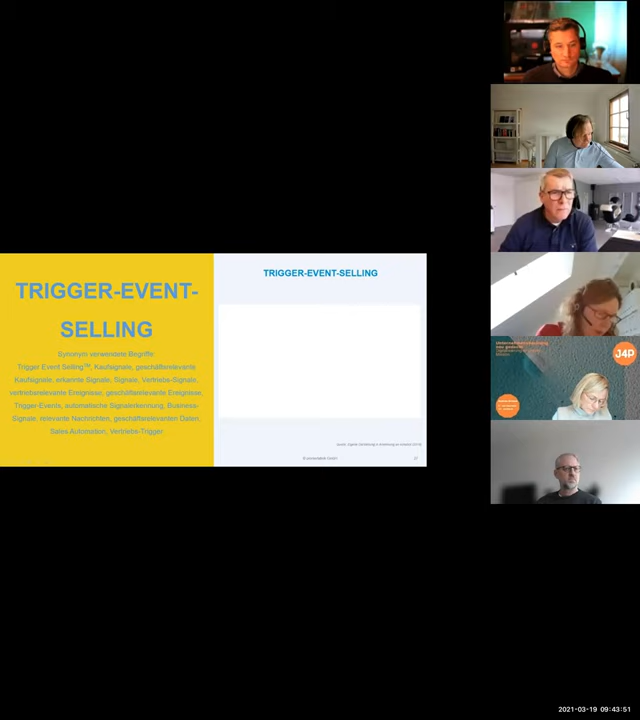 TRIGGER-EVENT-
SELLING
Synonym verwendete Begriffe:
Trigger Event Selling™, Kaufsignale, geschäftsrelevante
Kaufsignale, erkannte Signale, Signale, Vertriebs-Signale,
vertriebsrelevante Ereignisse, geschäftsrelevante Ereignisse,
Trigger-Events, automatische Signalerkennung, Business-
Signale, relevante Nachrichten, geschäftsrelevanten Daten,
Sales Automation, Vertriebs-Trigger
TRIGGER-EVENT-SELLING
J4P
2021-03-19 09:43:51